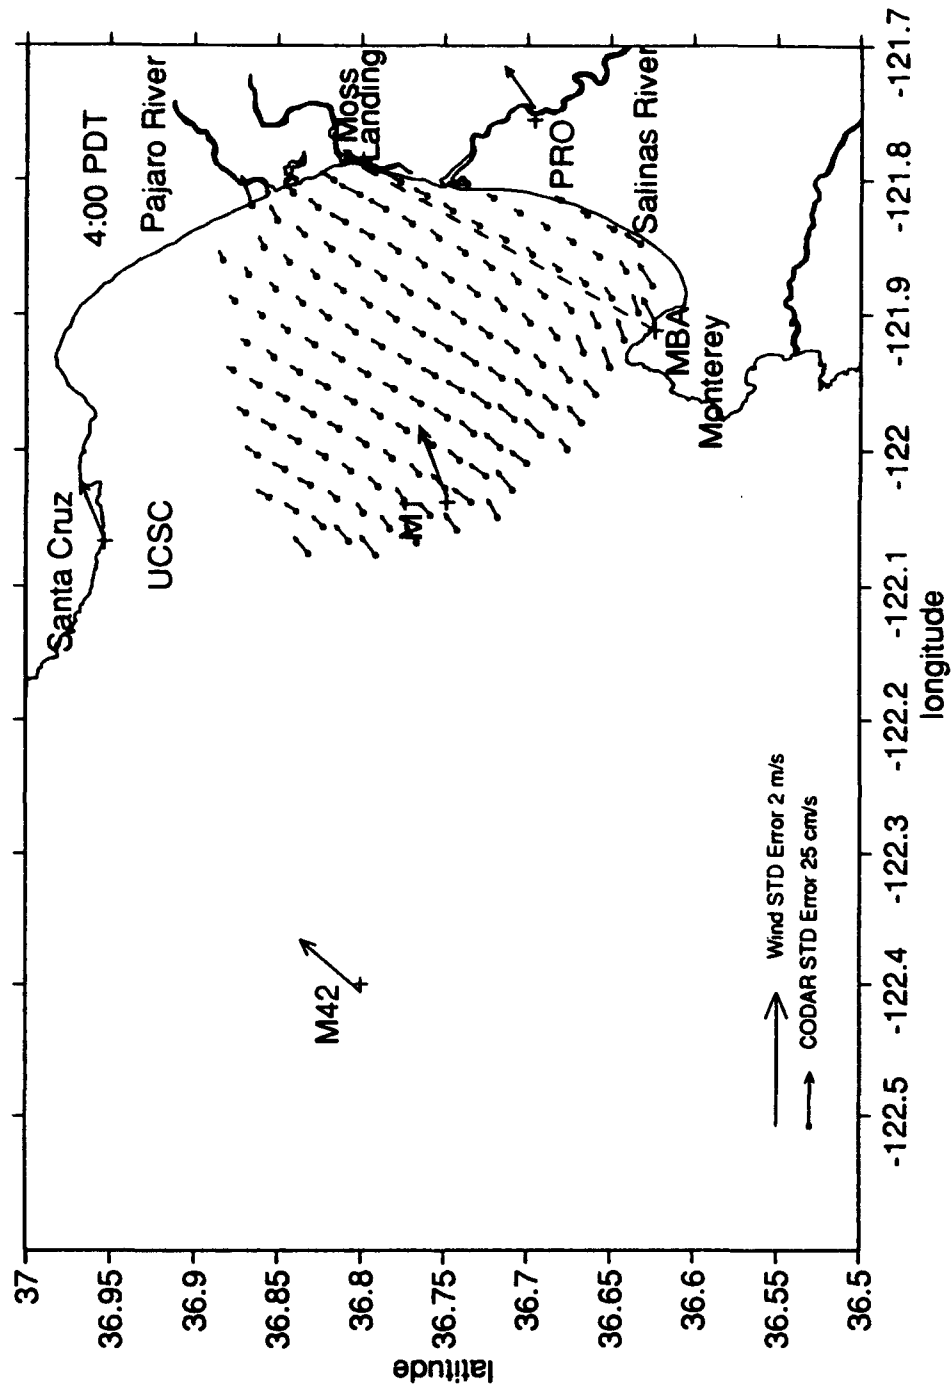 4:00 PDT
Santa Cruz
Pajaro River
UCSC
Moss
Landing
M1
M42
PRO
Salinas River
MBA
Monterey
Wind STD Error 2 m/s
CODAR STD Error 25 cm/s
latitude
37
36.95
36.9
36.85
36.8
36.75
36.7
36.65
36.6
36.55
36.5
-122.5
-122.4
-122.3
-122.2
-122.1
-122
-121.9
-121.8
-121.7
longitude